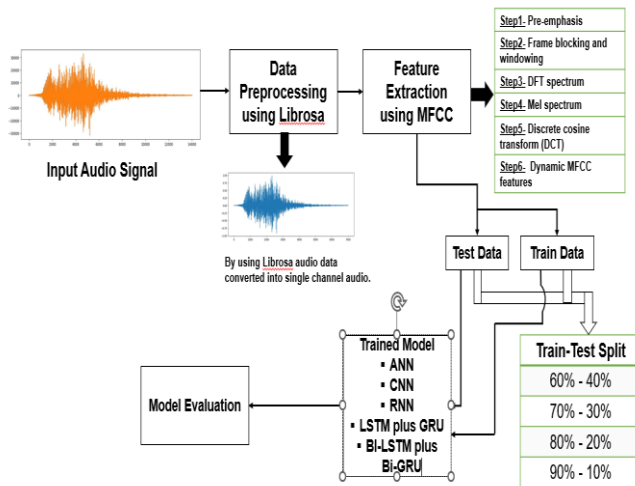 Input Audio Signal
Data
Preprocessing
using Librosa
Feature
Extraction
using MFCC
Step1- Pre-emphasis
Step2- Frame blocking and
windowing
Step3- DFT spectrum
Step4- Mel spectrum
Step5- Discrete cosine
transform (DCT)
Step6- Dynamic MFCC
features
By using Librosa audio data
converted into single channel audio.
Test Data
Train Data
Trained Model
▪ ANN
▪ CNN
▪ RNN
▪ LSTM plus GRU
▪ BI-LSTM plus
Bi-GRU
Model Evaluation
Train-Test Split
60% - 40%
70% - 30%
80% - 20%
90% - 10%